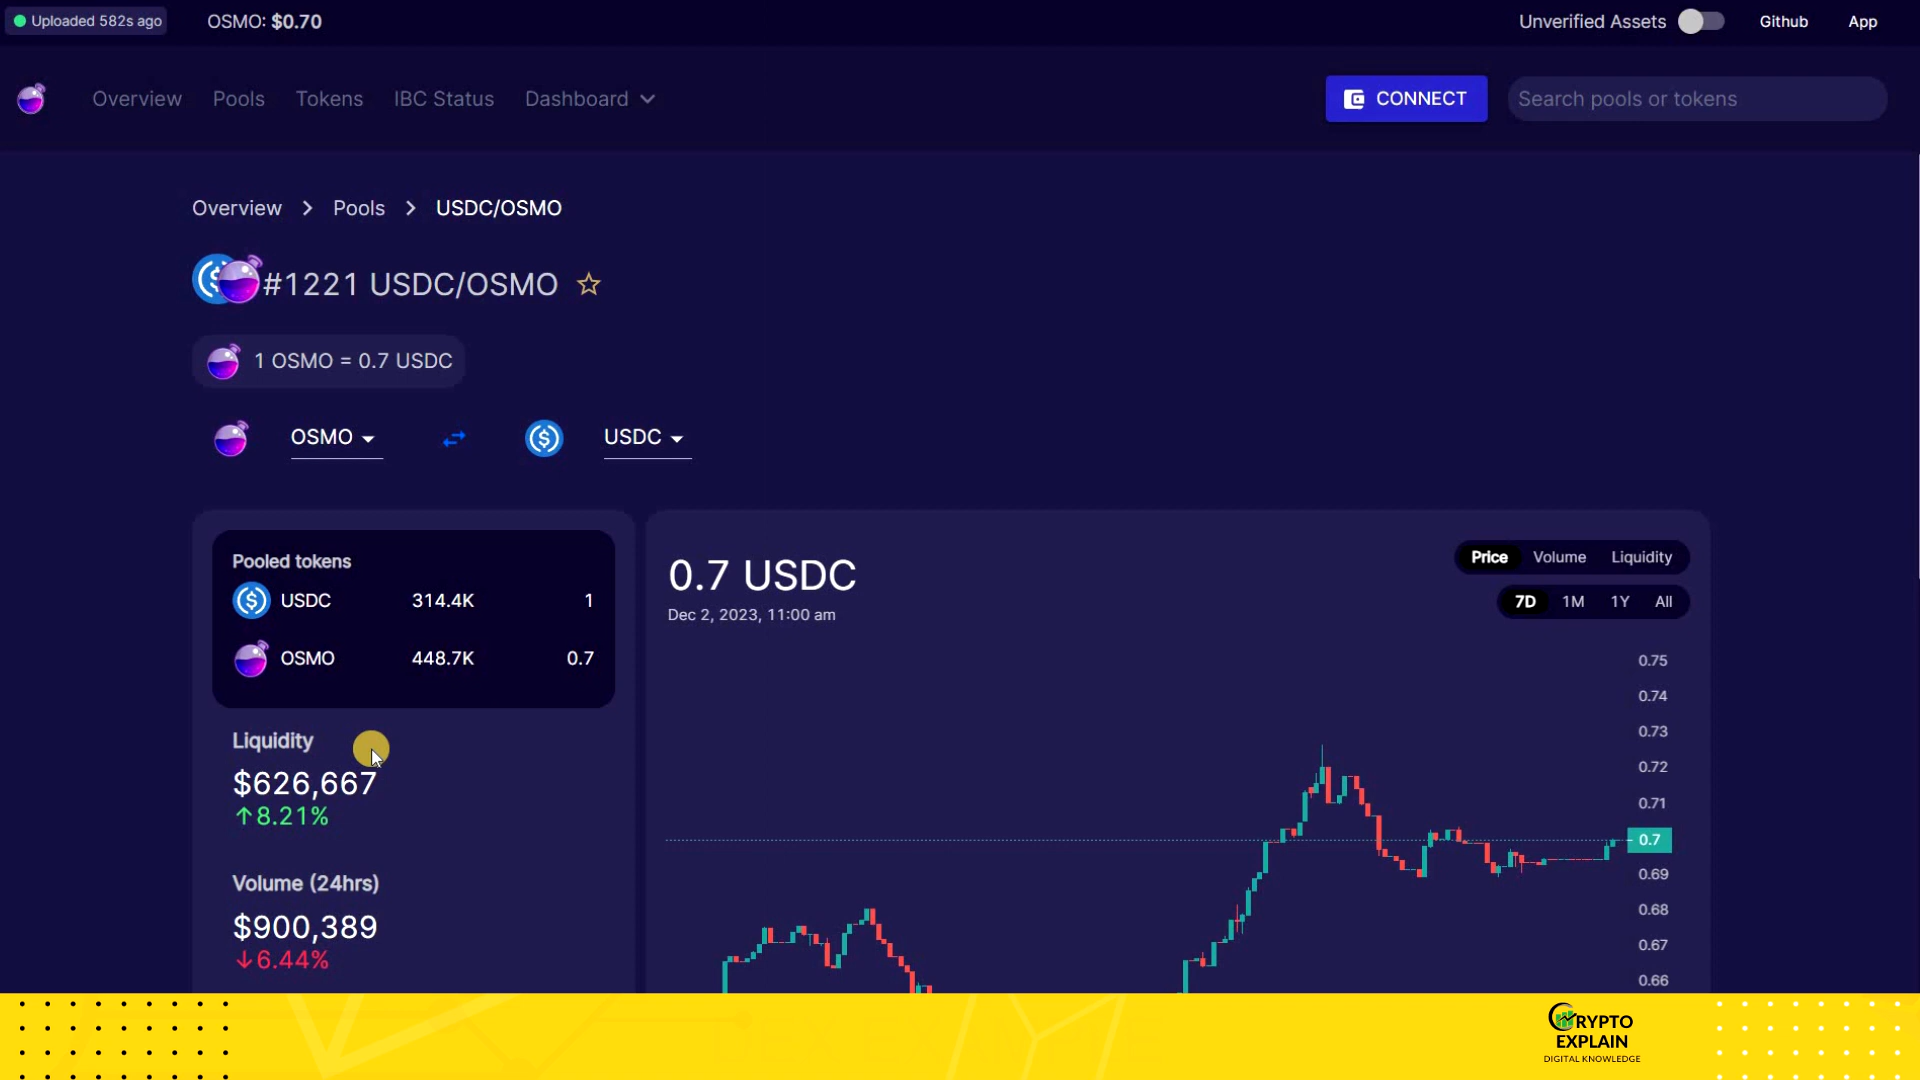 Uploaded 582s ago
OSMO: $0.70
Unverified Assets
Github
App
Overview
Pools
Tokens
IBC Status
Dashboard
CONNECT
Search pools or tokens
Overview > Pools > USDC/OSMO
#1221 USDC/OSMO
1 OSMO = 0.7 USDC
OSMO
USDC
Pooled tokens
USDC 314.4K 1
OSMO 448.7K 0.7
Liquidity
$626,667
↑8.21%
Volume (24hrs)
$900,389
↓6.44%
0.7 USDC
Dec 2, 2023, 11:00 am
Price Volume Liquidity
7D 1M 1Y All
0.75
0.74
0.73
0.72
0.71
0.7
0.69
0.68
0.67
0.66
CRYPTO
EXPLAIN
DIGITAL KNOWLEDGE